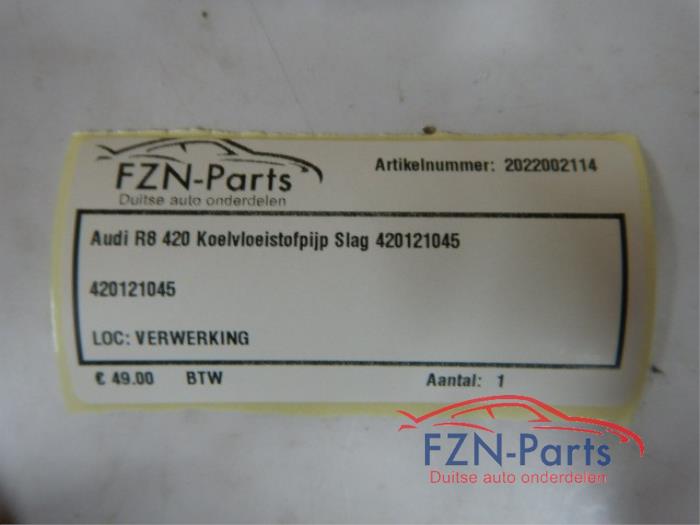 FZN-Parts
Duitse auto onderdelen
Artikelnummer: 2022002114
Audi R8 420 Koelvloeistofpijp Slag 420121045
420121045
LOC: VERWERKING
€ 49.00 BTW Aantal: 1
FZN-Parts
Duitse auto onderdelen